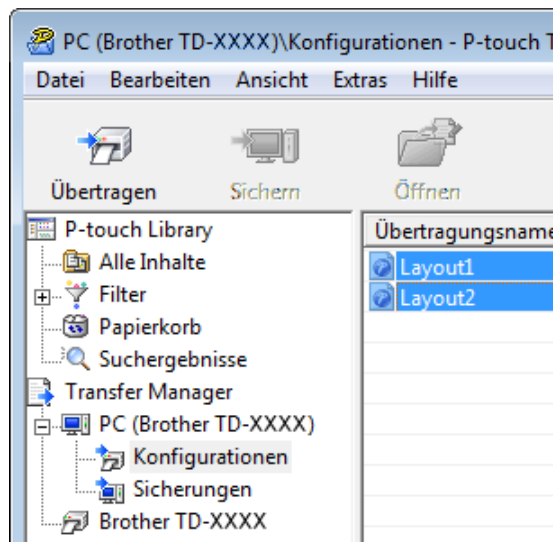 PC (Brother TD-XXXX)\Konfigurationen - P-touch T
Datei Bearbeiten Ansicht Extras Hilfe
Übertragen Sichern Öffnen
P-touch Library
Alle Inhalte
Filter
Papierkorb
Suchergebnisse
Transfer Manager
PC (Brother TD-XXXX)
Konfigurationen
Sicherungen
Brother TD-XXXX
Übertragungsname
Layout1
Layout2